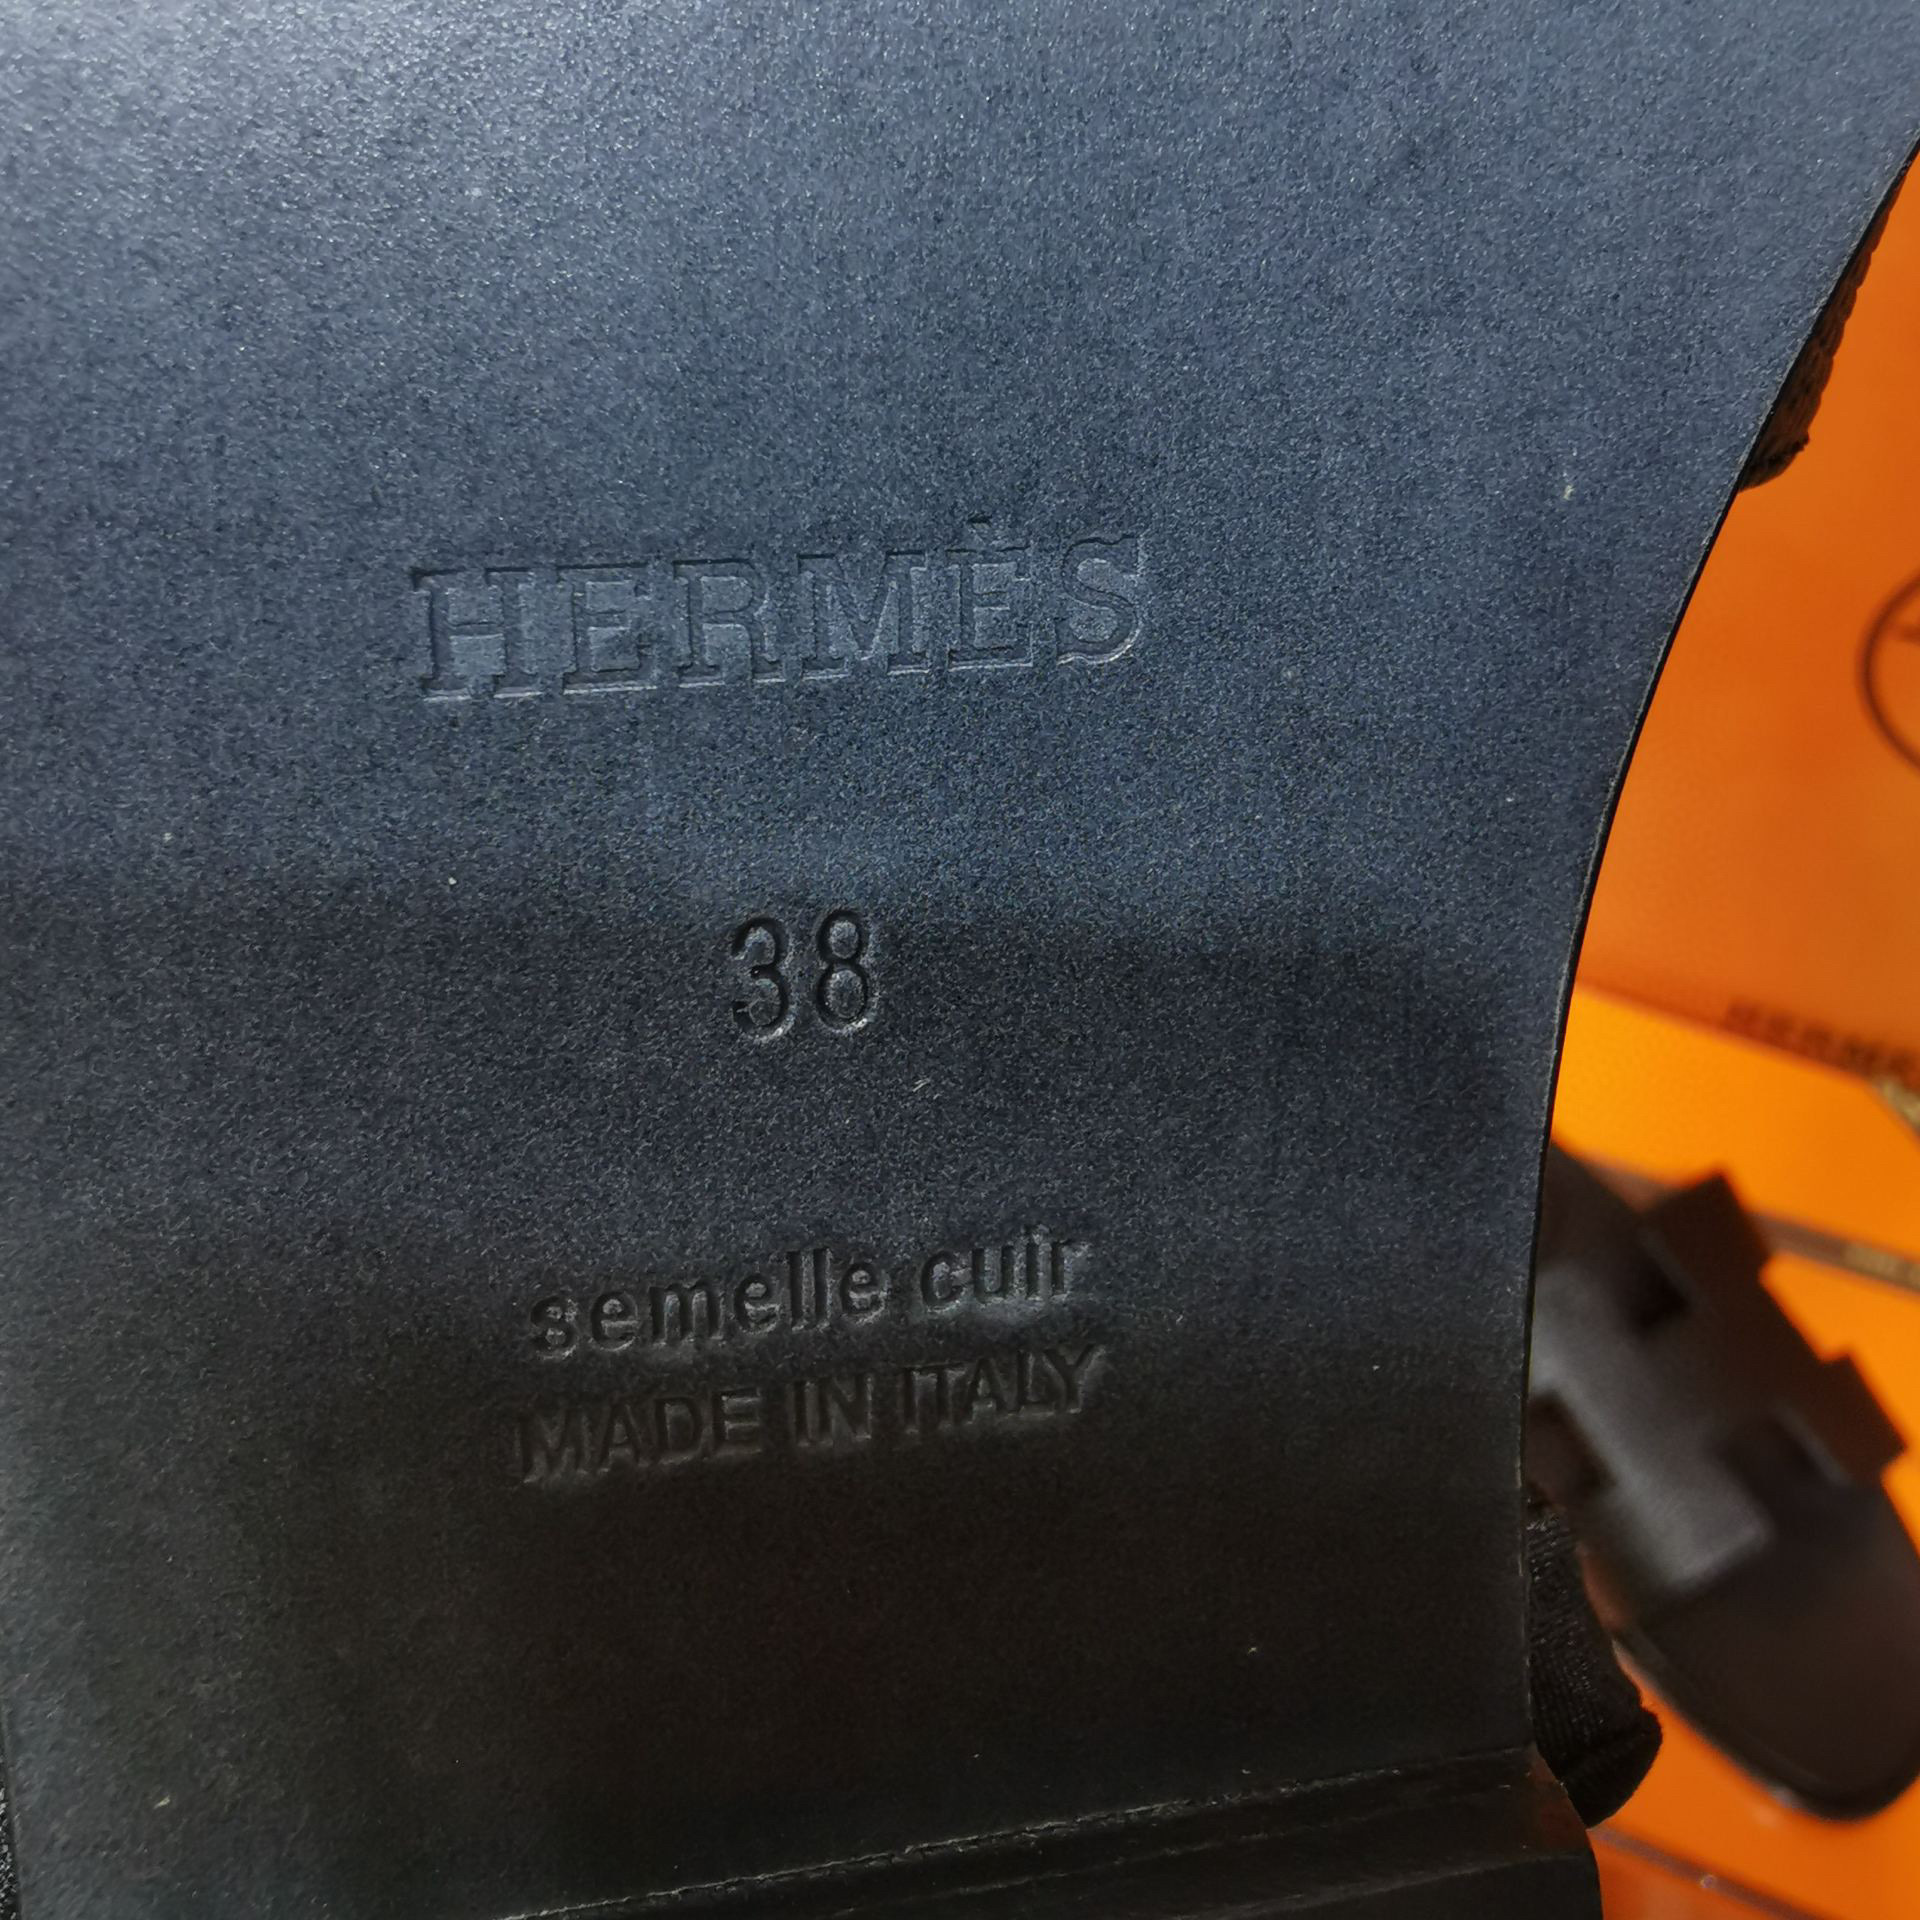 HERMÈS
38
semelle cuir
MADE IN ITALY